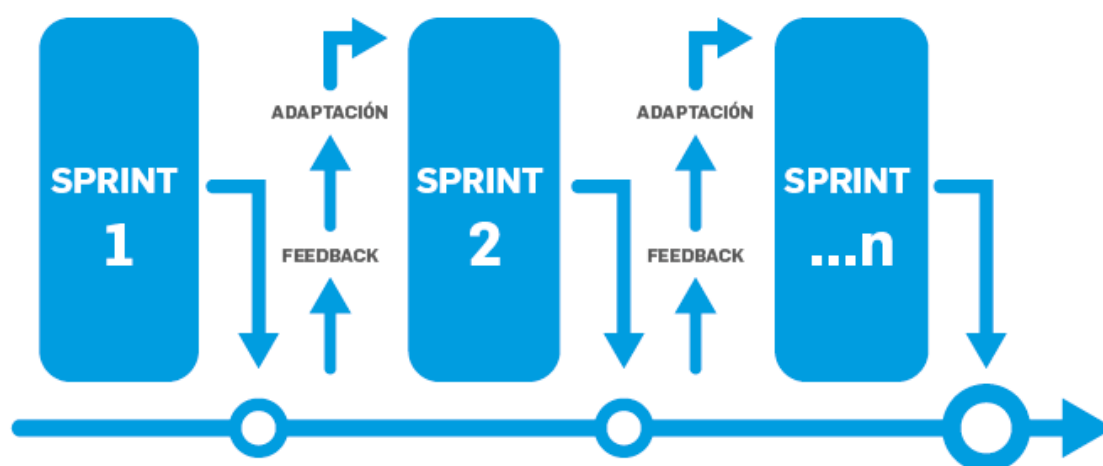 SPRINT
1
ADAPTACIÓN
FEEDBACK
SPRINT
2
ADAPTACIÓN
FEEDBACK
SPRINT
...n